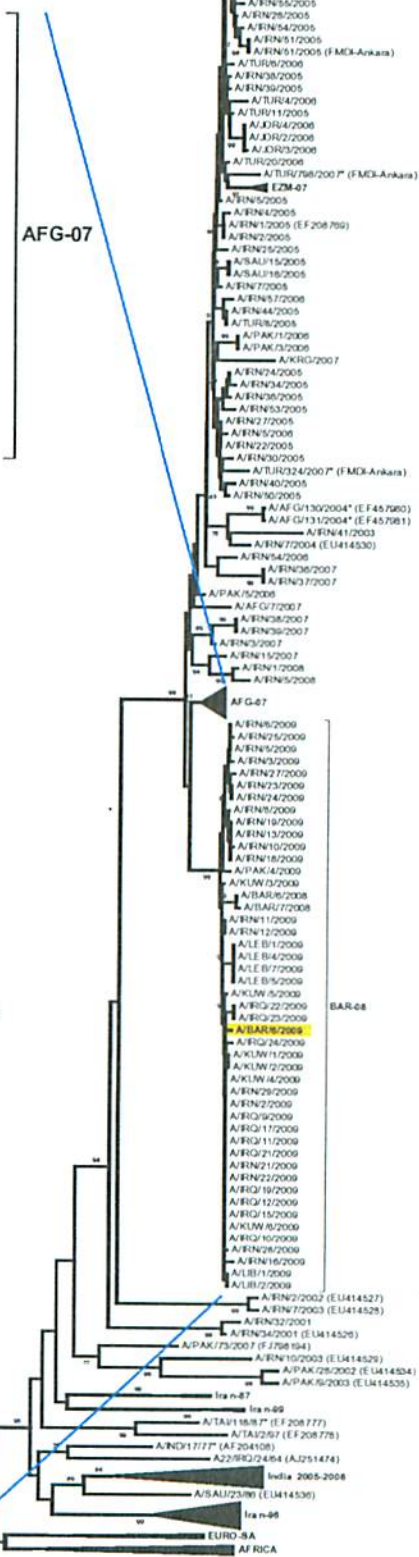 A/IRN/55/2005
A/IRN/26/2005
A/IRN/54/2005
A/IRN/51/2005
A/IRN/51/2005 (FMDI-Ankara)
A/TUR/6/2006
A/IRN/38/2005
A/IRN/39/2005
A/TUR/4/2006
A/TUR/11/2005
A/JOR/4/2006
A/JOR/2/2006
A/JOR/3/2006
A/TUR/20/2006
A/TUR/798/2007* (FMDI-Ankara)
EZM-07
A/IRN/5/2005
A/IRN/4/2005
A/IRN/1/2005 (EF208769)
A/IRN/2/2005
AFG-07
A/IRN/25/2005
A/SAU/15/2005
A/SAU/16/2005
A/IRN/7/2005
A/IRN/57/2006
A/IRN/44/2005
A/TUR/8/2005
A/PAK/1/2006
A/PAK/3/2006
A/KRG/2007
A/IRN/24/2005
A/IRN/34/2005
A/IRN/36/2005
A/IRN/53/2005
A/IRN/27/2005
A/IRN/5/2006
A/IRN/22/2005
A/IRN/30/2005
A/TUR/324/2007* (FMDI-Ankara)
A/IRN/40/2005
A/IRN/50/2005
A/AFG/130/2004* (EF457980)
A/AFG/131/2004* (EF457981)
A/IRN/41/2003
A/IRN/7/2004 (EU414530)
A/IRN/54/2006
A/IRN/36/2007
A/IRN/37/2007
A/PAK/5/2006
A/AFG/7/2007
A/IRN/38/2007
A/IRN/39/2007
A/IRN/3/2007
A/IRN/15/2007
A/IRN/1/2008
A/IRN/5/2008
AFG-07
A/IRN/6/2009
A/IRN/25/2009
A/IRN/5/2009
A/IRN/3/2009
A/IRN/27/2009
A/IRN/23/2009
A/IRN/24/2009
A/IRN/8/2009
A/IRN/19/2009
A/IRN/13/2009
A/IRN/10/2009
A/IRN/18/2009
A/PAK/4/2009
A/KUW/3/2009
A/BAR/6/2008
A/BAR/7/2008
A/IRN/11/2009
A/IRN/12/2009
A/LEB/1/2009
A/LEB/4/2009
A/LEB/7/2009
A/LEB/5/2009
A/KUW/5/2009
A/IRQ/22/2009
BAR-08
A/IRQ/23/2009
A/BAR/6/2009
A/IRQ/24/2009
A/KUW/1/2009
A/KUW/2/2009
A/KUW/4/2009
A/IRN/29/2009
A/IRN/2/2009
A/IRQ/9/2009
A/IRQ/17/2009
A/IRQ/11/2009
A/IRQ/21/2009
A/IRN/21/2009
A/IRN/22/2009
A/IRQ/19/2009
A/IRQ/12/2009
A/IRQ/15/2009
A/KUW/6/2009
A/IRQ/10/2009
A/IRN/28/2009
A/IRN/16/2009
A/LIB/1/2009
A/LIB/2/2009
A/IRN/2/2002 (EU414527)
A/IRN/7/2003 (EU414528)
A/IRN/32/2001
A/IRN/34/2001 (EU414526)
A/PAK/73/2007 (FJ798194)
A/IRN/10/2003 (EU414529)
A/PAK/26/2002 (EU414534)
A/PAK/9/2003 (EU414535)
Iran-87
Iran-99
A/TAI/118/87* (EF208777)
A/TAI/2/97 (EF208778)
A/IND/17/77* (AF204108)
A22/IRQ/24/64 (AJ251474)
India 2005-2008
A/SAU/23/86 (EU414536)
Iran-96
EURO-SA
AFRICA